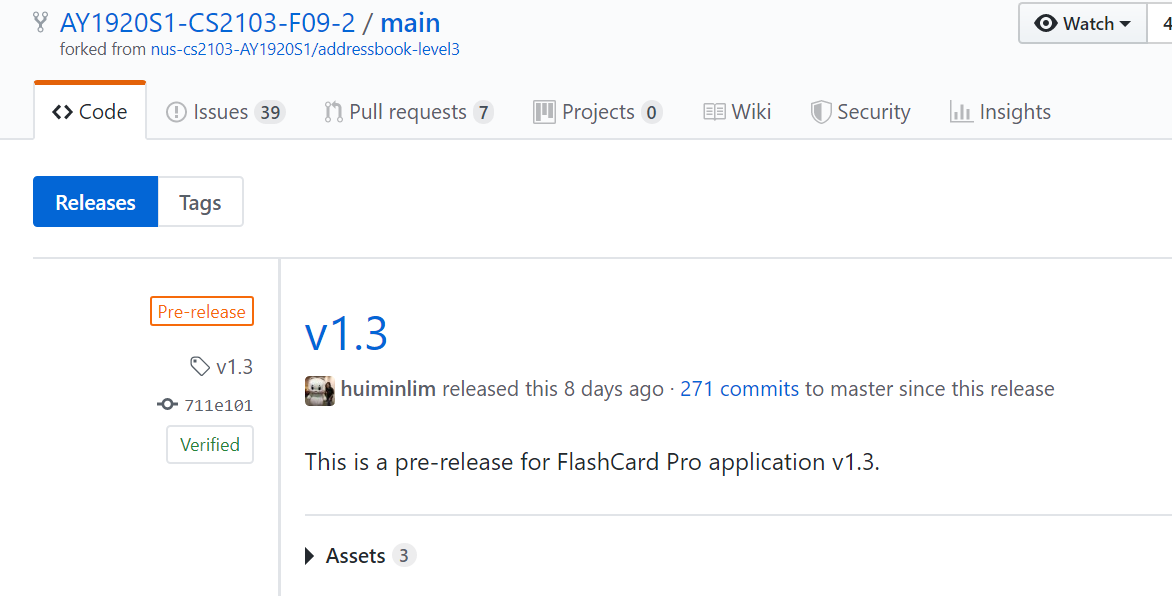 AY1920S1-CS2103-F09-2 / main
Watch
4
forked from nus-cs2103-AY1920S1/addressbook-level3
Code
Issues 39
Pull requests 7
Projects 0
Wiki
Security
Insights
Releases
Tags
Pre-release
v1.3
711e101
Verified
v1.3
huiminlim released this 8 days ago · 271 commits to master since this release
This is a pre-release for FlashCard Pro application v1.3.
Assets 3